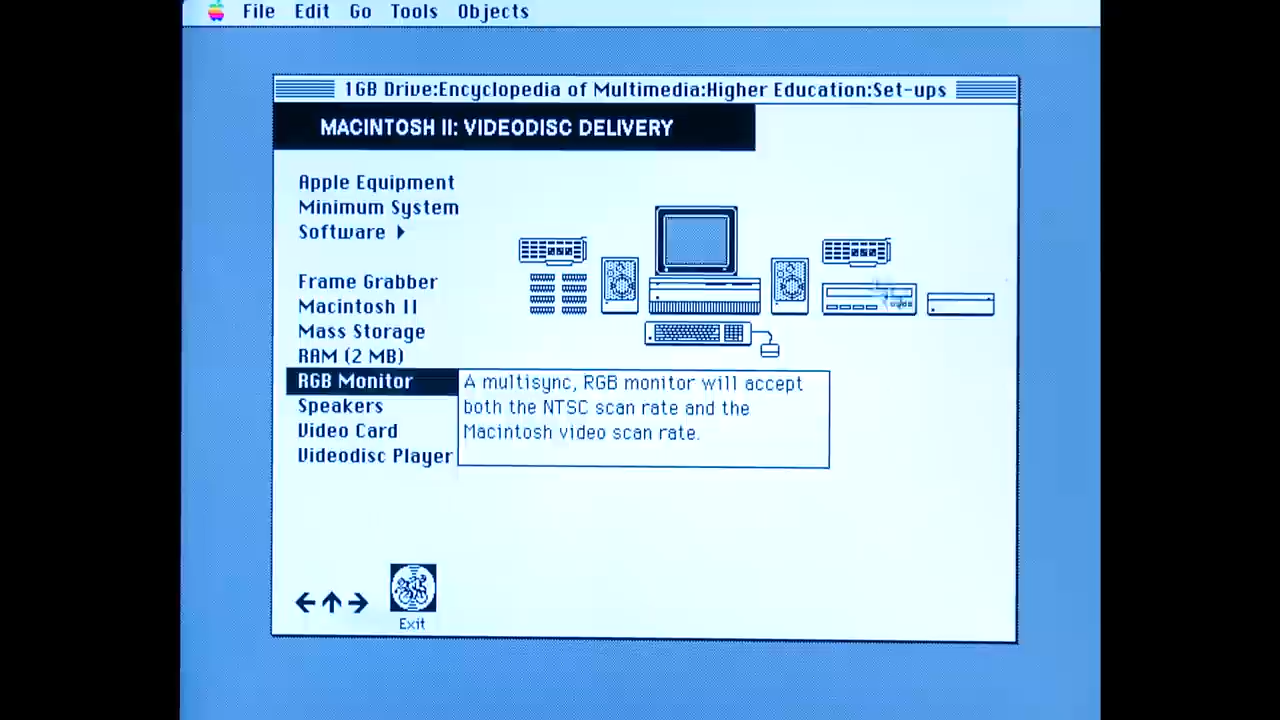 File Edit Go Tools Objects
1GB Drive:Encyclopedia of Multimedia:Higher Education:Set-ups
MACINTOSH II: VIDEODISC DELIVERY
Apple Equipment
Minimum System
Software
Frame Grabber
Macintosh II
Mass Storage
RAM (2 MB)
RGB Monitor
A multisync, RGB monitor will accept
both the NTSC scan rate and the
Macintosh video scan rate.
Speakers
Video Card
Videodisc Player
Exit